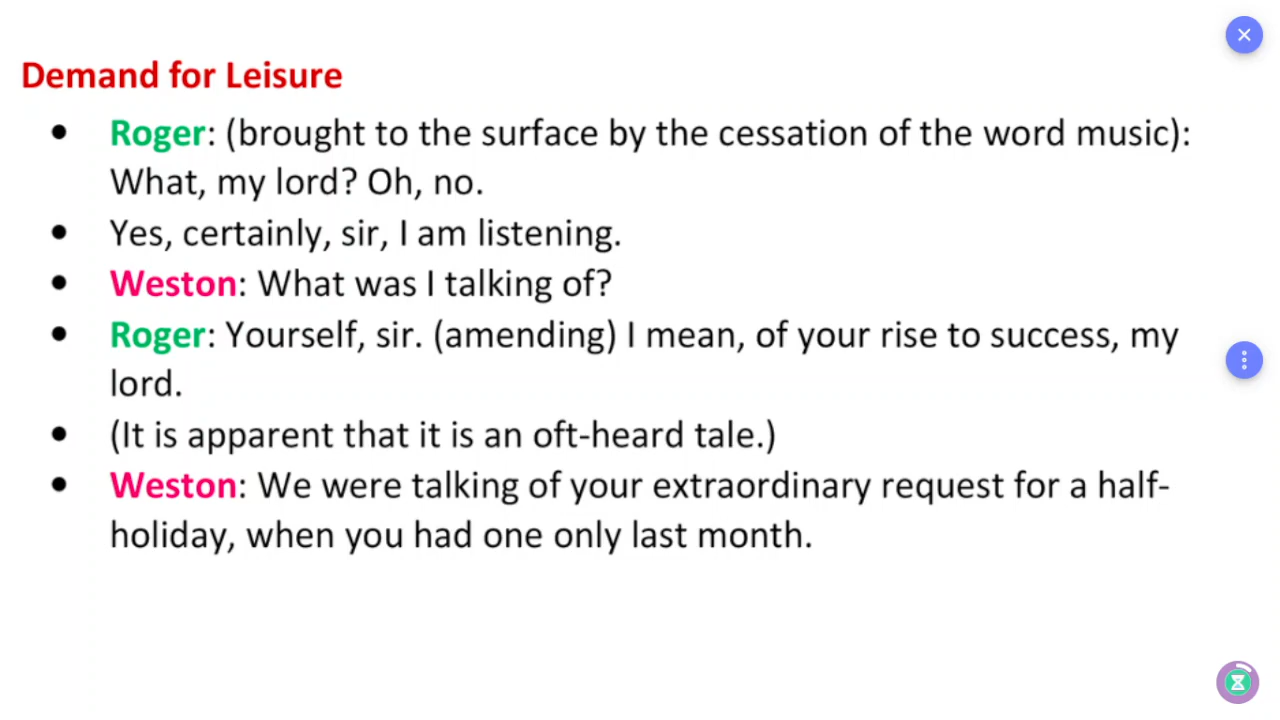 Demand for Leisure
• Roger: (brought to the surface by the cessation of the word music):
What, my lord? Oh, no.
• Yes, certainly, sir, I am listening.
• Weston: What was I talking of?
• Roger: Yourself, sir. (amending) I mean, of your rise to success, my
lord.
• (It is apparent that it is an oft-heard tale.)
• Weston: We were talking of your extraordinary request for a half-
holiday, when you had one only last month.